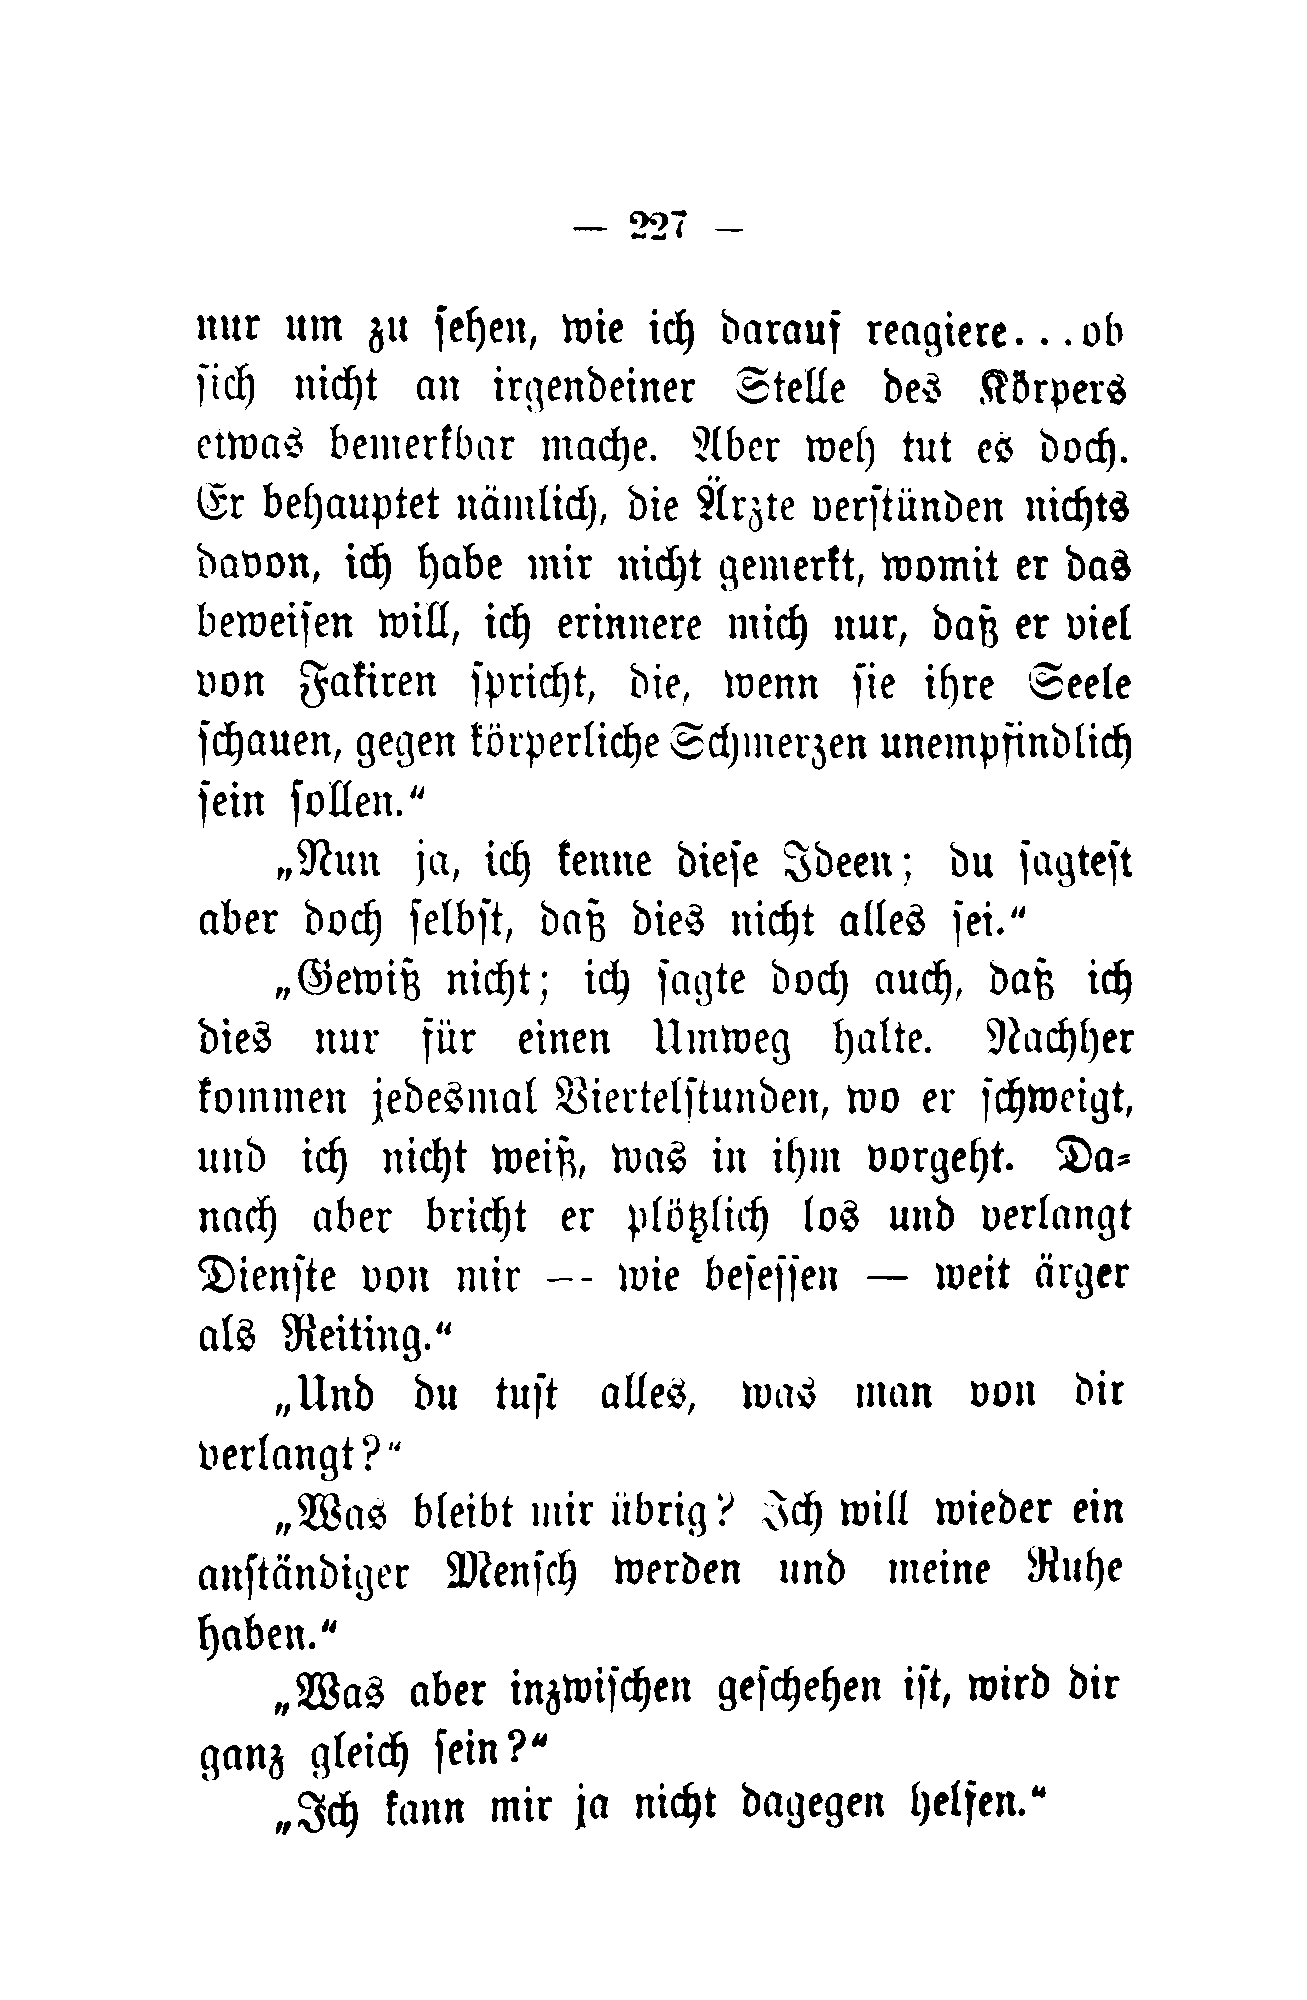 — 227 —
nur um zu sehen, wie ich darauf reagiere...ob
sich nicht an irgendeiner Stelle des Körpers
etwas bemerkbar mache. Aber weh tut es doch.
Er behauptet nämlich, die Ärzte verstünden nichts
davon, ich habe mir nicht gemerkt, womit er das
beweisen will, ich erinnere mich nur, daß er viel
von Fakiren spricht, die, wenn sie ihre Seele
schauen, gegen körperliche Schmerzen unempfindlich
sein sollen.“
„Nun ja, ich kenne diese Ideen; du sagtest
aber doch selbst, daß dies nicht alles sei.“
„Gewiß nicht; ich sagte doch auch, daß ich
dies nur für einen Umweg halte. Nachher
kommen jedesmal Viertelstunden, wo er schweigt,
und ich nicht weiß, was in ihm vorgeht. Da-
nach aber bricht er plötzlich los und verlangt
Dienste von mir — wie besessen — weit ärger
als Reiting.“
„Und du tust alles, was man von dir
verlangt?“
„Was bleibt mir übrig? Ich will wieder ein
anständiger Mensch werden und meine Ruhe
haben.“
„Was aber inzwischen geschehen ist, wird dir
ganz gleich sein?“
„Ich kann mir ja nicht dagegen helfen.“